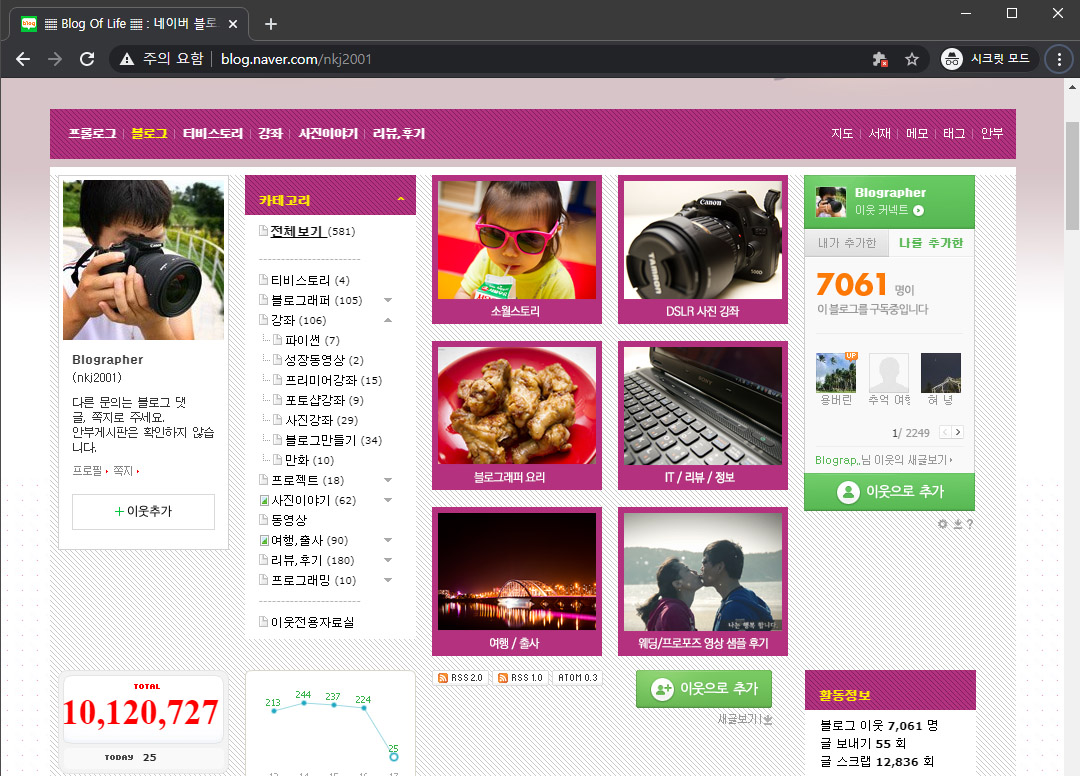 Blog Of Life : 네이버 블로
주의 요함 blog.naver.com/nkj2001 시크릿 모드
프롤로그 블로그 티비스토리 강좌 사진이야기 리뷰,후기 지도 서재 메모 태그 안부
Blographer
(nkj2001)
다른 문의는 블로그 댓
글, 쪽지로 주세요.
안부게시판은 확인하지 않습
니다.
프로필 쪽지
+이웃추가
카테고리
전체보기 (581)
티비스토리 (4)
블로그래퍼 (105)
강좌 (106)
파이썬 (7)
성장동영상 (2)
프리미어강좌 (15)
포토샵강좌 (9)
사진강좌 (29)
블로그만들기 (34)
만화 (10)
프로젝트 (18)
사진이야기 (62)
동영상
여행,출사 (90)
리뷰,후기 (180)
프로그래밍 (10)
이웃전용자료실
Canon
500D
TAMRON
소월스토리
DSLR 사진 강좌
SONY
블로그래퍼 요리
IT / 리뷰 / 정보
나는 행복 합니다
여행 / 출사
웨딩/프로포즈 영상 샘플 후기
Blographer
이웃 커넥트
내가 추가한 나를 추가한
7061 명이
이 블로그를 구독중입니다
UP
용버린 추억 여행 혀 녕
1/ 2249
Blograp..님 이웃의 새글보기
이웃으로 추가
?
TOTAL
10,120,727
TODAY 25
213 244 237 224 25
13 14 15 16 17
RSS 2.0 RSS 1.0 ATOM 0.3
이웃으로 추가
새글보기
활동정보
블로그 이웃 7,061 명
글 보내기 55 회
글 스크랩 12,836 회